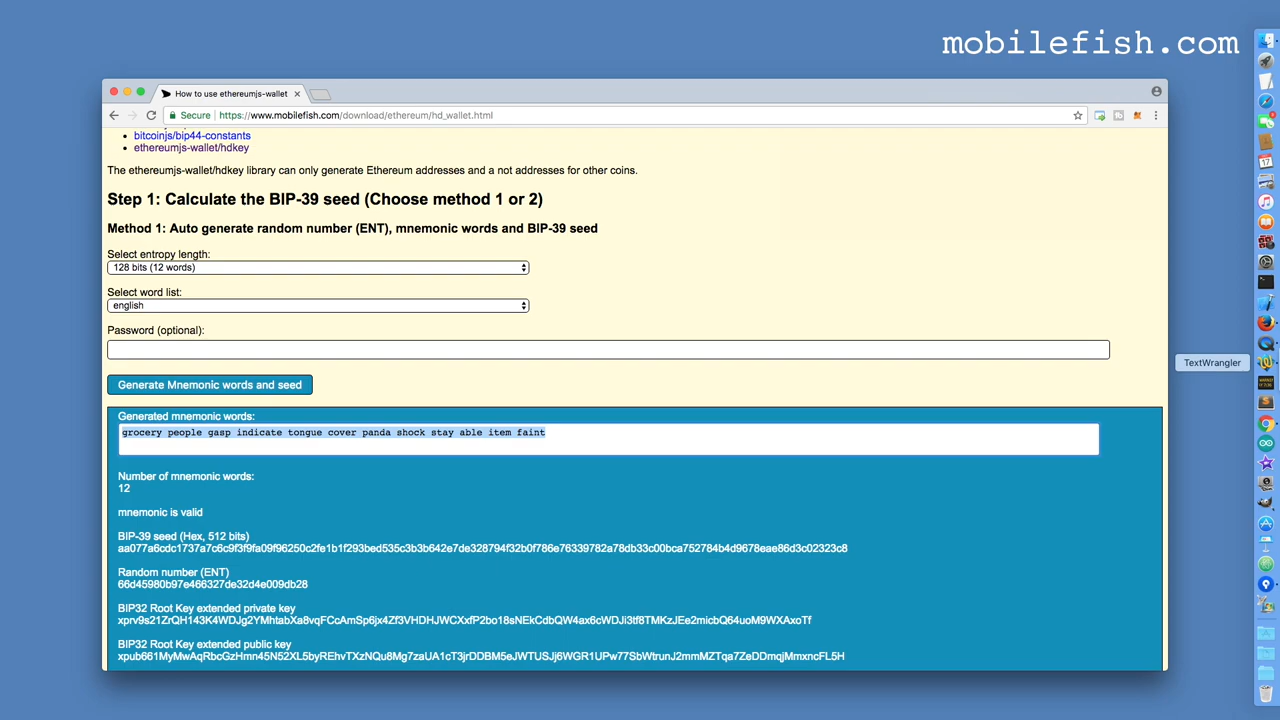 mobilefish.com
How to use ethereumjs-wallet
Secure
https://www.mobilefish.com/download/ethereum/hd_wallet.html
bitcoinjs/bip44-constants
ethereumjs-wallet/hdkey
The ethereumjs-wallet/hdkey library can only generate Ethereum addresses and a not addresses for other coins.
Step 1: Calculate the BIP-39 seed (Choose method 1 or 2)
Method 1: Auto generate random number (ENT), mnemonic words and BIP-39 seed
Select entropy length:
128 bits (12 words)
Select word list:
english
Password (optional):
TextWrangler
Generate Mnemonic words and seed
Generated mnemonic words:
grocery people gasp indicate tongue cover panda shock stay able item faint
Number of mnemonic words:
12
mnemonic is valid
BIP-39 seed (Hex, 512 bits)
aa077a6cdc1737a7c6c9f3f9fa09f96250c2fe1b1f293bed535c3b3b642e7de328794f32b0f786e76339782a78db33c00bca752784b4d9678eae86d3c02323c8
Random number (ENT)
66d45980b97e466327de32d4e009db28
BIP32 Root Key extended private key
xprv9s21ZrQH143K4WDJg2YMhtabXa8vqFCcAmSp6jx4Zf3VHDHJWCXxfP2bo18sNEkCdbQW4ax6cWDJi3tf8TMKzJEe2micbQ64uoM9WXAxoTf
BIP32 Root Key extended public key
xpub661MyMwAqRbcGzHmn45N52XL5byREhvTXzNQu8Mg7zaUA1cT3jrDDBM5eJWTUSJj6WGR1UPw77SbWtrunJ2mmMZTqa7ZeDDmqjMmxncFL5H